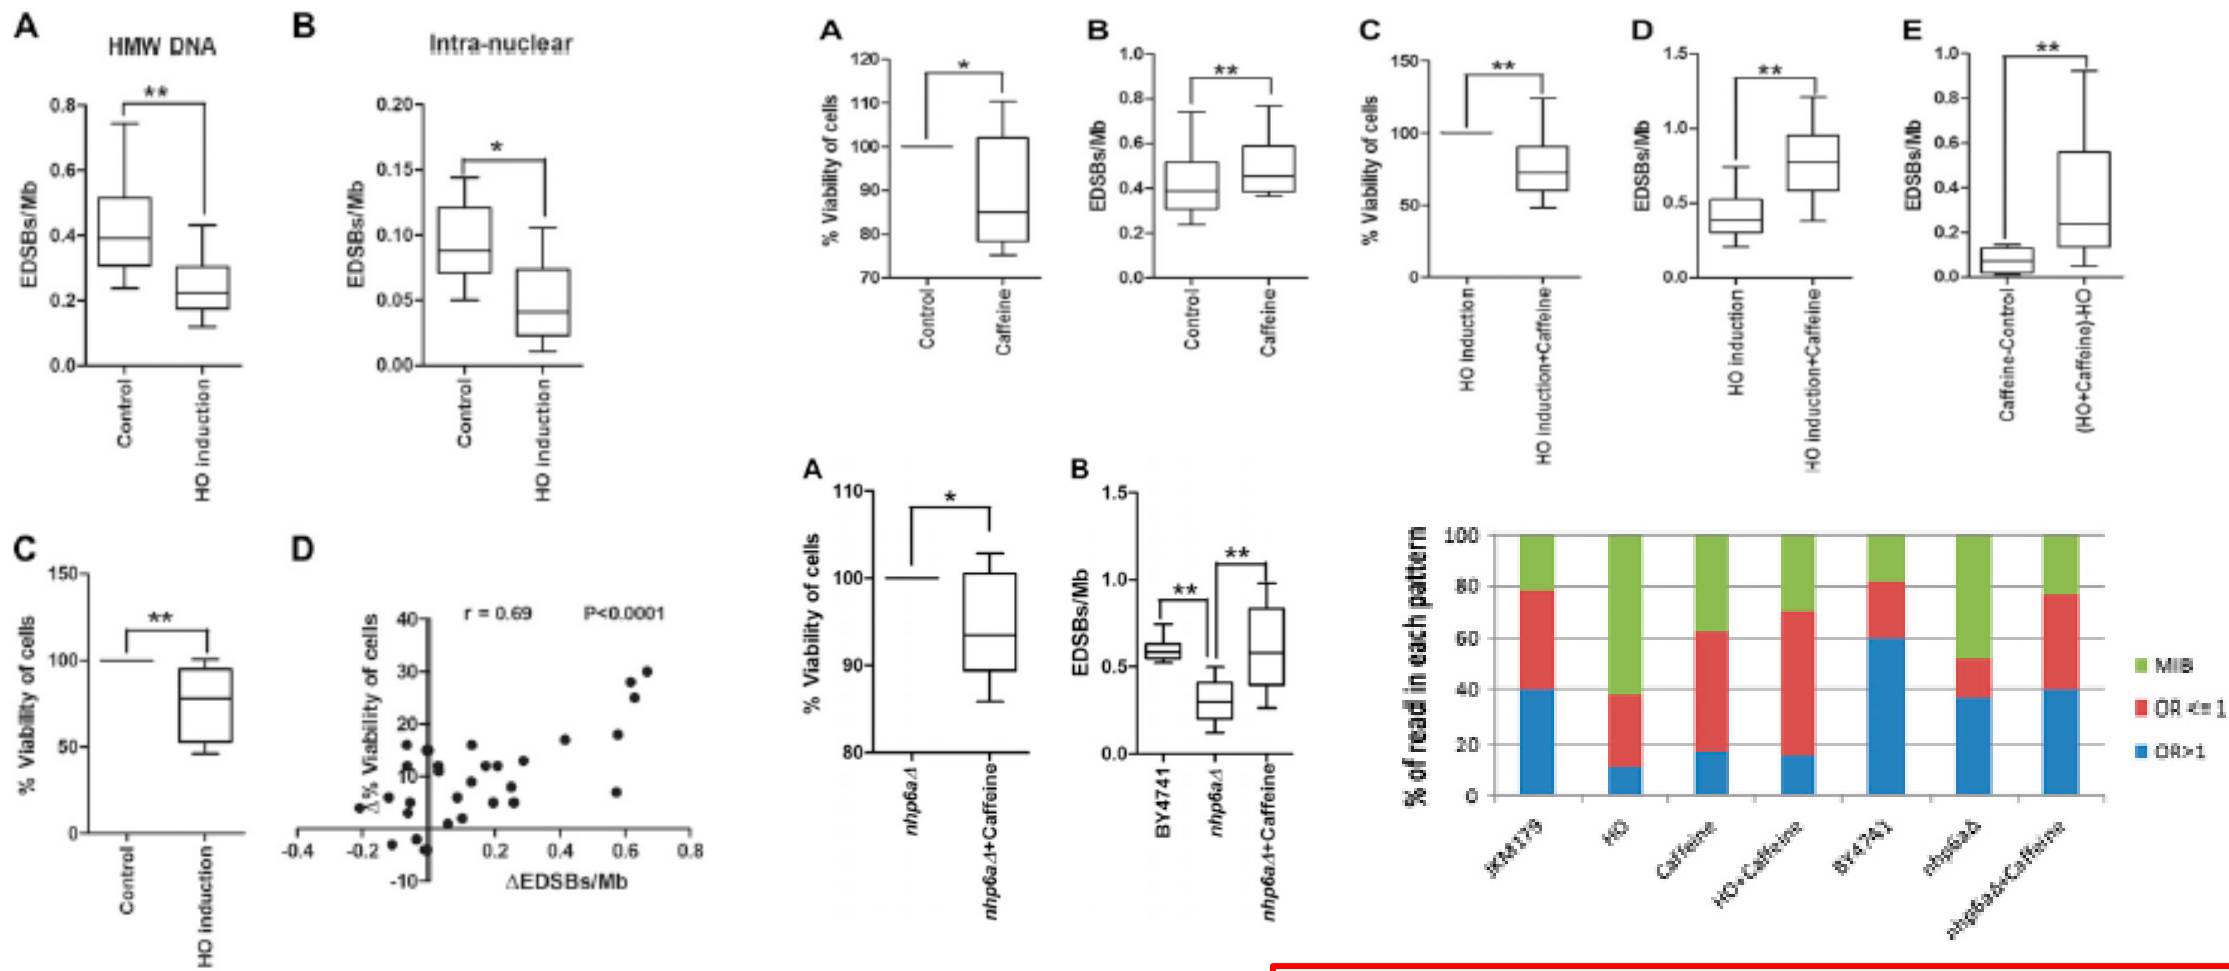 A
HMW DNA
**
EDSBs/Mb
0.8
0.6
0.4
0.2
0.0
Control
HO induction
B
Intra-nuclear
*
EDSBs/Mb
0.20
0.15
0.10
0.05
0.00
Control
HO induction
A
*
% Viability of cells
120
110
100
90
80
70
Control
Caffeine
B
**
EDSBs/Mb
1.0
0.8
0.6
0.4
0.2
0.0
Control
Caffeine
C
**
% Viability of cells
150
100
50
0
HO induction
HO induction+Caffeine
D
**
EDSBs/Mb
1.5
1.0
0.5
0.0
HO induction
HO induction+Caffeine
E
**
EDSBs/Mb
1.0
0.8
0.6
0.4
0.2
0.0
Caffeine-Control
(HO+Caffeine)-HO
C
**
% Viability of cells
150
100
50
0
Control
HO induction
D
r = 0.69
P<0.0001
Δ% Viability of cells
40
30
20
10
-10
-0.4
-0.2
0.2
0.4
0.6
0.8
ΔEDSBs/Mb
A
*
% Viability of cells
110
100
90
80
nhp6aΔ
nhp6aΔ+Caffeine
B
**
**
EDSBs/Mb
1.5
1.0
0.5
0.0
BY4741
nhp6aΔ
nhp6aΔ+Caffeine
% of read in each pattern
100
80
60
40
20
0
JKM179
HO
Caffeine
HO+Caffeine
BY4741
nhp6aΔ
nhp6aΔ+Caffeine
MIB
OR <= 1
OR>1